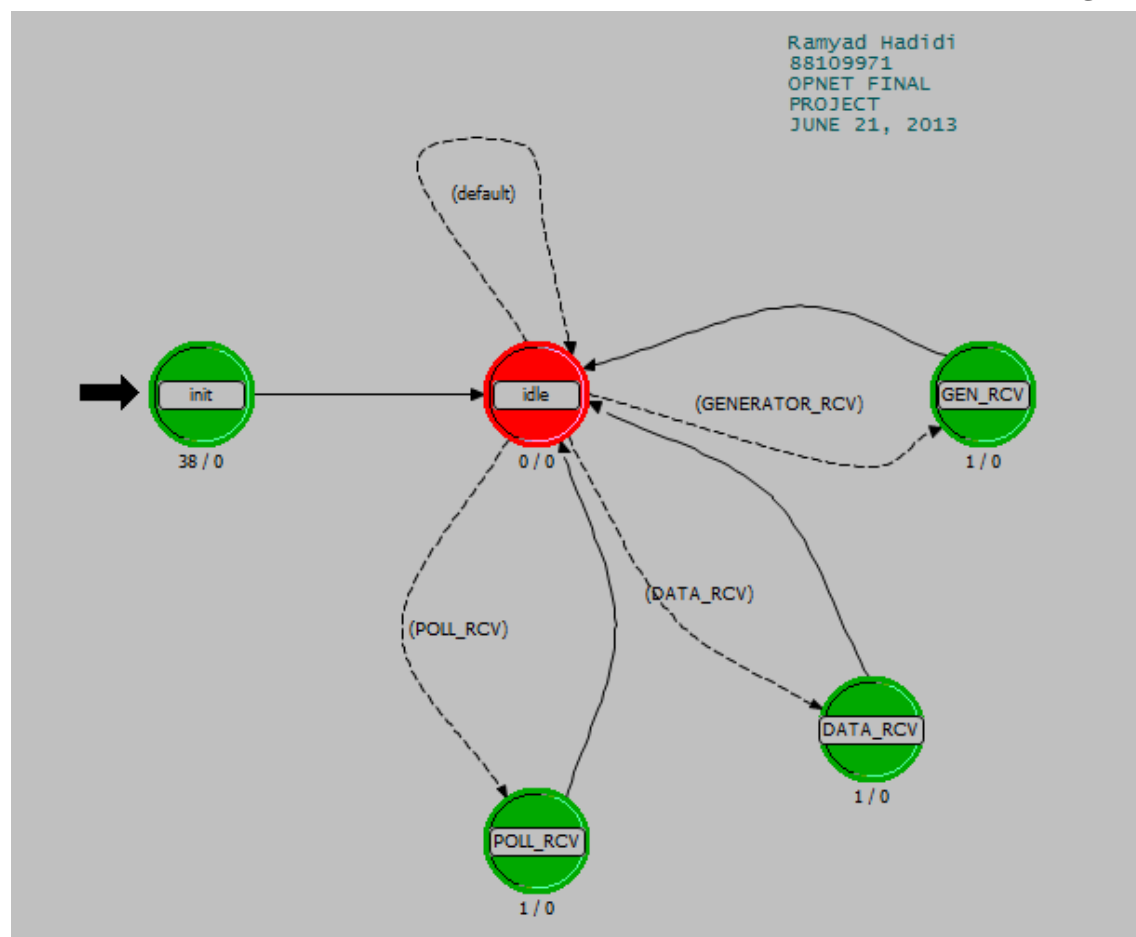 Ramyad Hadidi
88109971
OPNET FINAL
PROJECT
JUNE 21, 2013
(default)
init
idle
(GENERATOR_RCV)
GEN_RCV
38 / 0
0 / 0
1 / 0
(POLL_RCV)
(DATA_RCV)
DATA_RCV
1 / 0
POLL_RCV
1 / 0